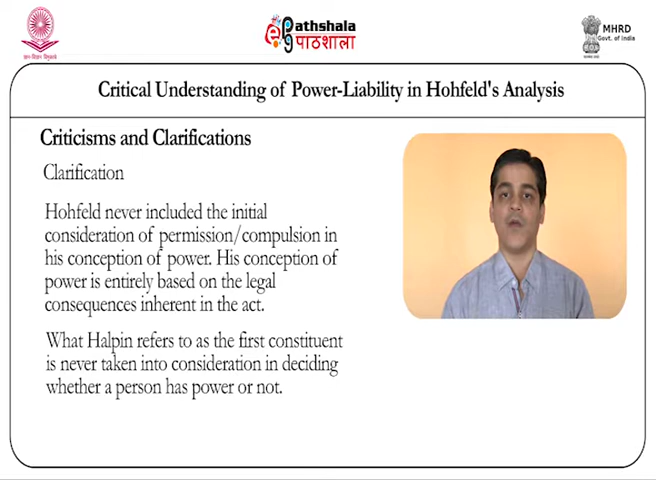 Pathshala
पाठशाला
MHRD
Govt. of India
Critical Understanding of Power-Liability in Hohfeld's Analysis
Criticisms and Clarifications
Clarification
Hohfeld never included the initial
consideration of permission/compulsion in
his conception of power. His conception of
power is entirely based on the legal
consequences inherent in the act.
What Halpin refers to as the first constituent
is never taken into consideration in deciding
whether a person has power or not.